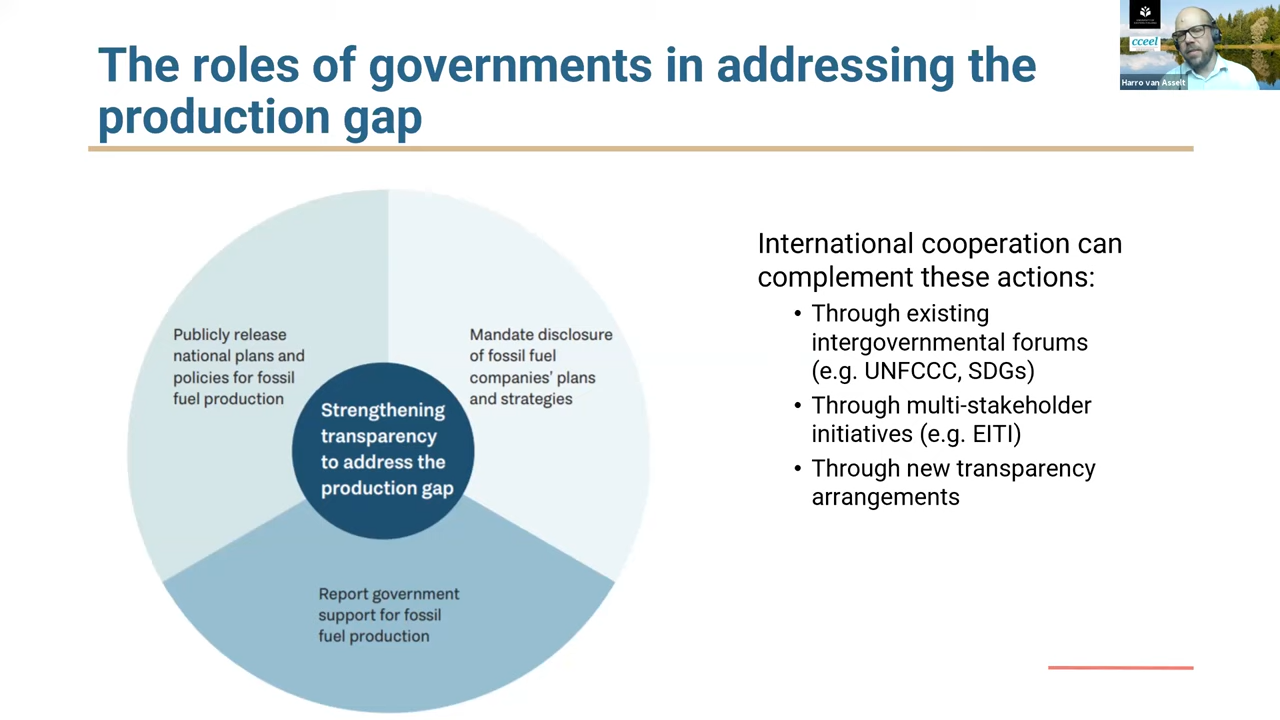 The roles of governments in addressing the
production gap
cceel
Harro van Asselt
Publicly release
national plans and
policies for fossil
fuel production
Mandate disclosure
of fossil fuel
companies' plans
and strategies
Strengthening
transparency
to address the
production gap
Report government
support for fossil
fuel production
International cooperation can
complement these actions:
• Through existing
intergovernmental forums
(e.g. UNFCCC, SDGs)
• Through multi-stakeholder
initiatives (e.g. EITI)
• Through new transparency
arrangements